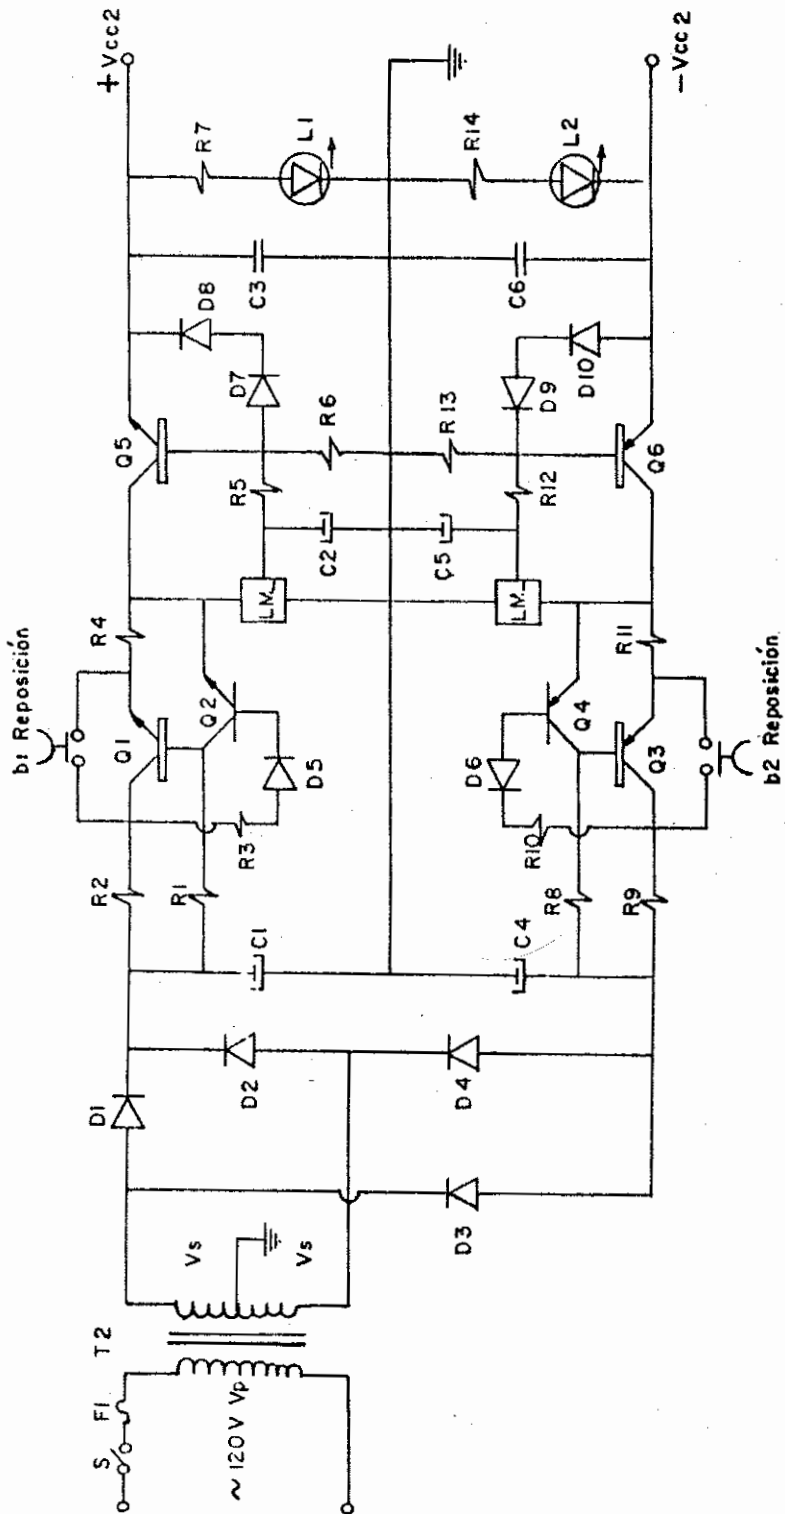 S
F1
T2
~ 120V Vp
Vs
Vs
D1
D2
D3
D4
C1
C4
R2
R1
R3
R8
R9
R10
b1 Reposición
Q1
Q2
D5
D6
Q4
Q3
b2 Reposición
R4
R11
LM
LM
C2
C5
R5
R12
Q5
Q6
R6
R13
D7
D8
D9
D10
C3
C6
R7
L1
R14
L2
+Vcc2
-Vcc2